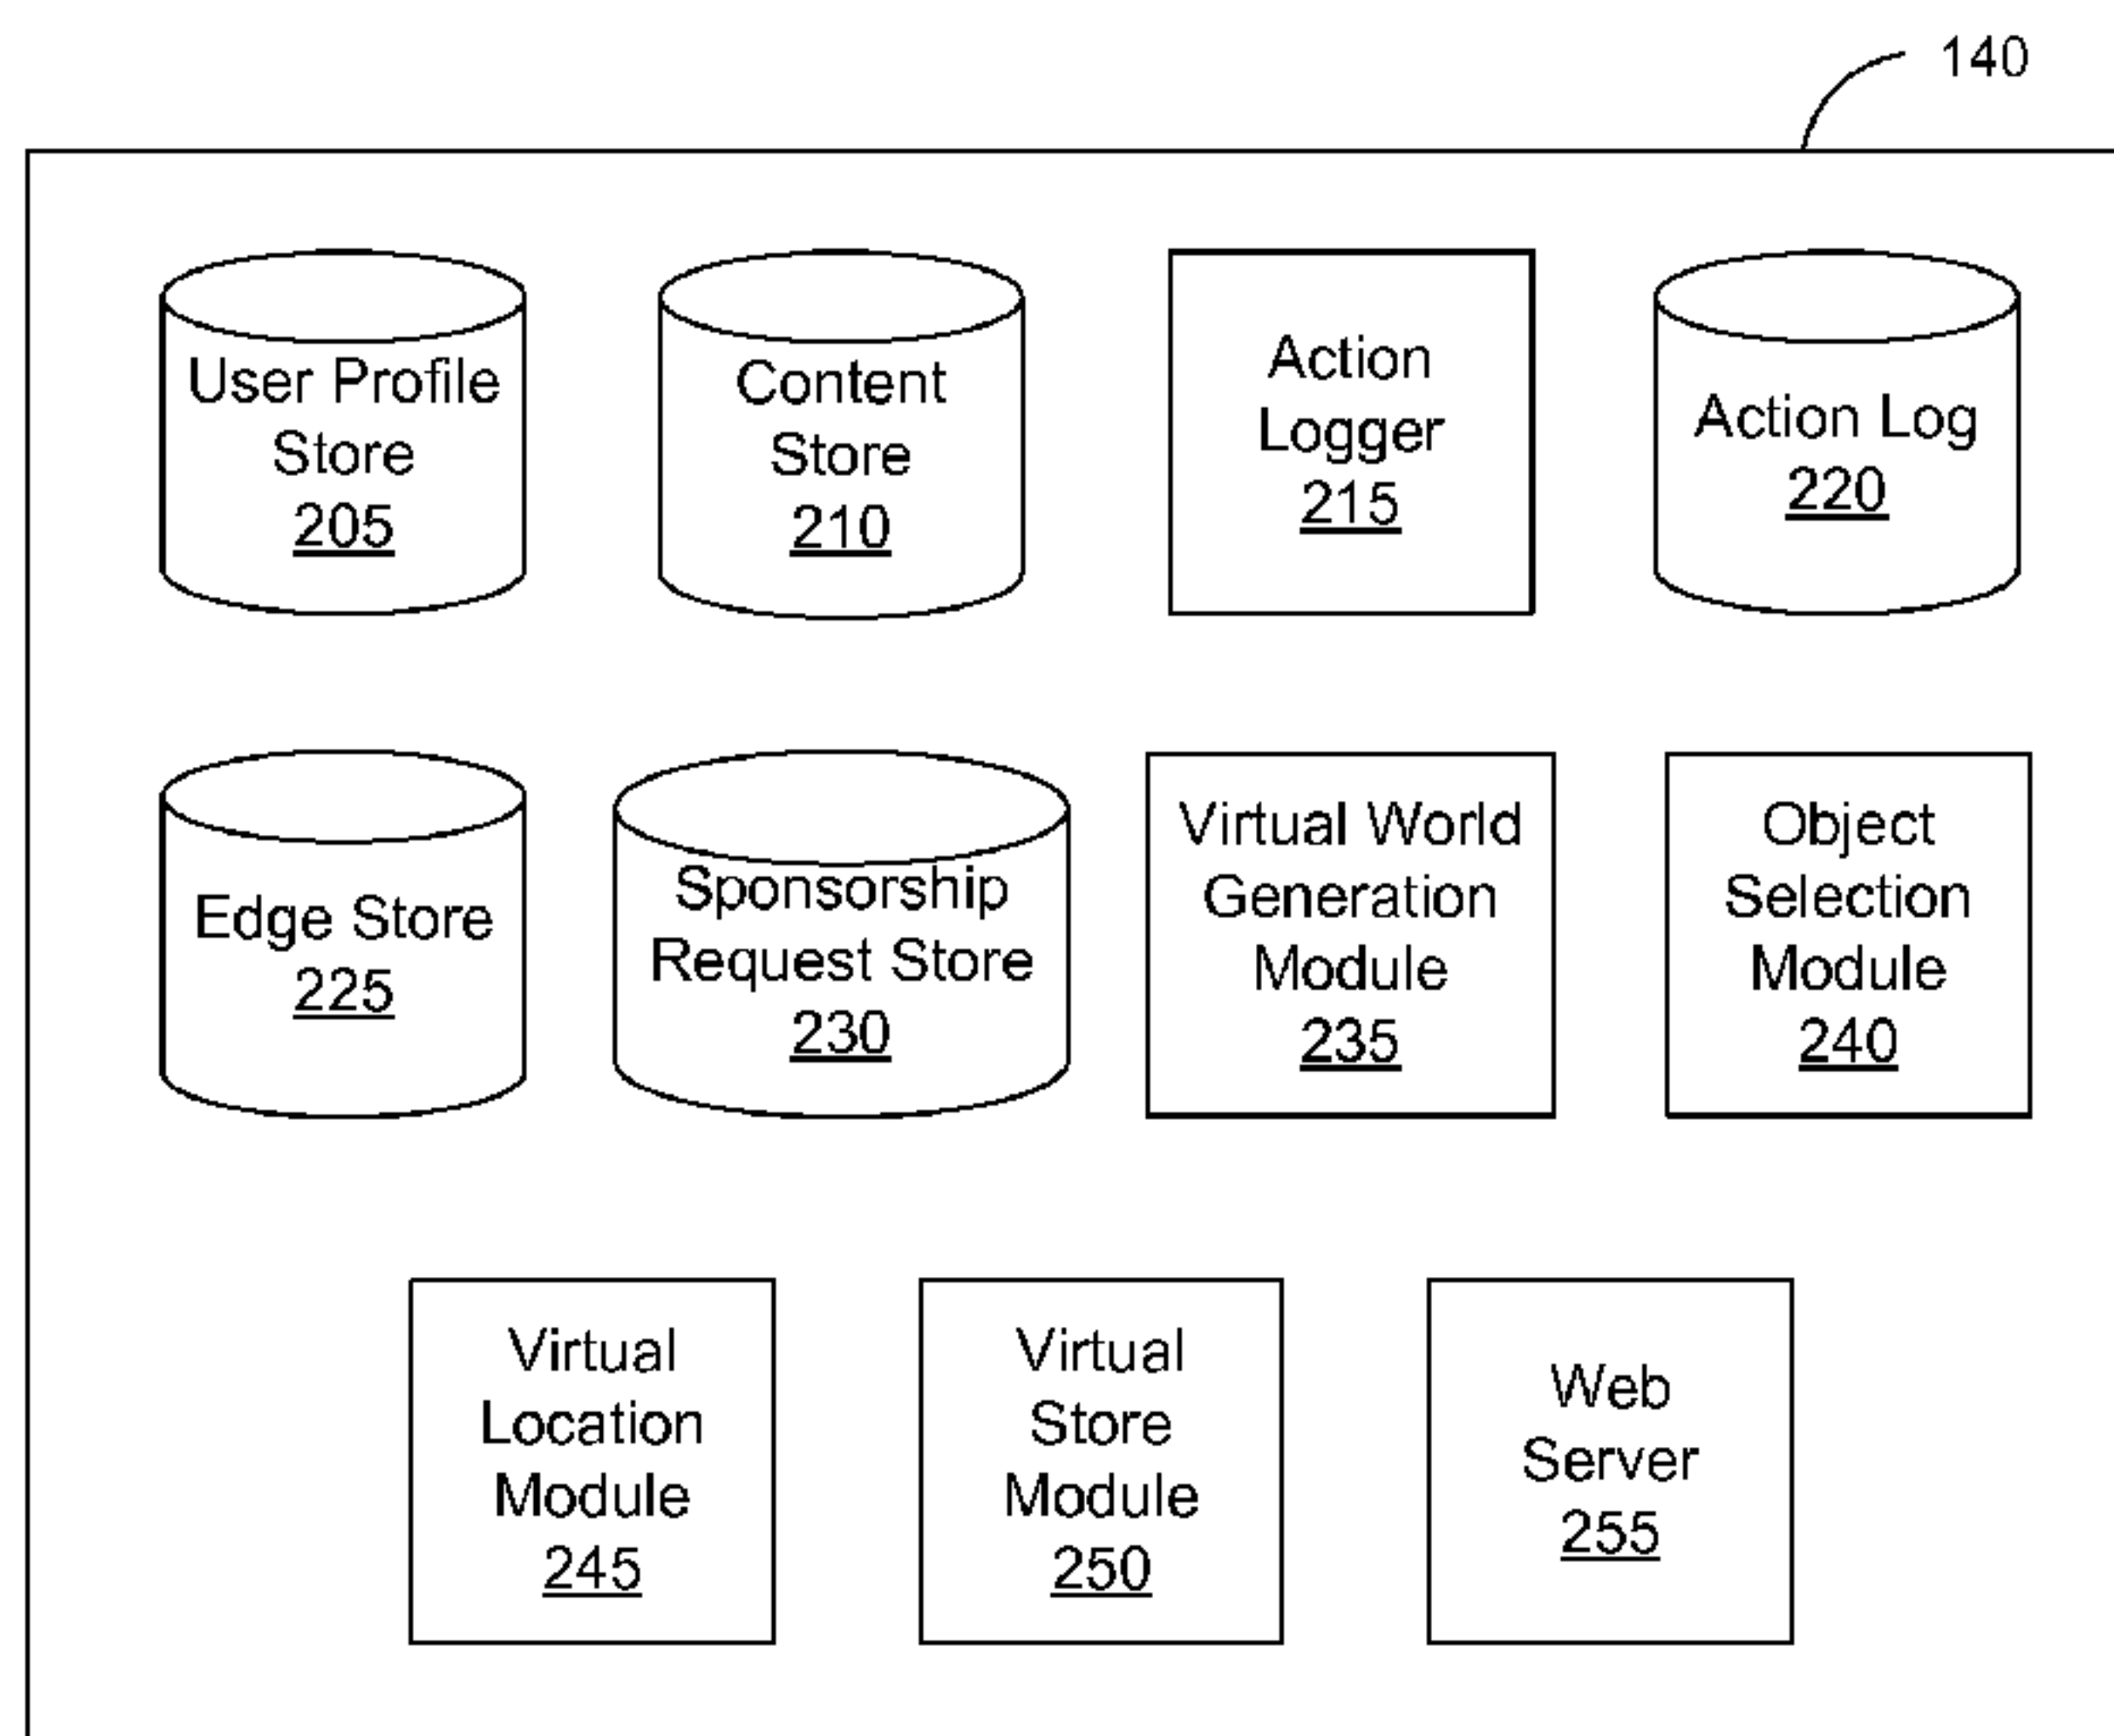 140
User Profile
Store
205
Content
Store
210
Action
Logger
215
Action Log
220
Edge Store
225
Sponsorship
Request Store
230
Virtual World
Generation
Module
235
Object
Selection
Module
240
Virtual
Location
Module
245
Virtual
Store
Module
250
Web
Server
255